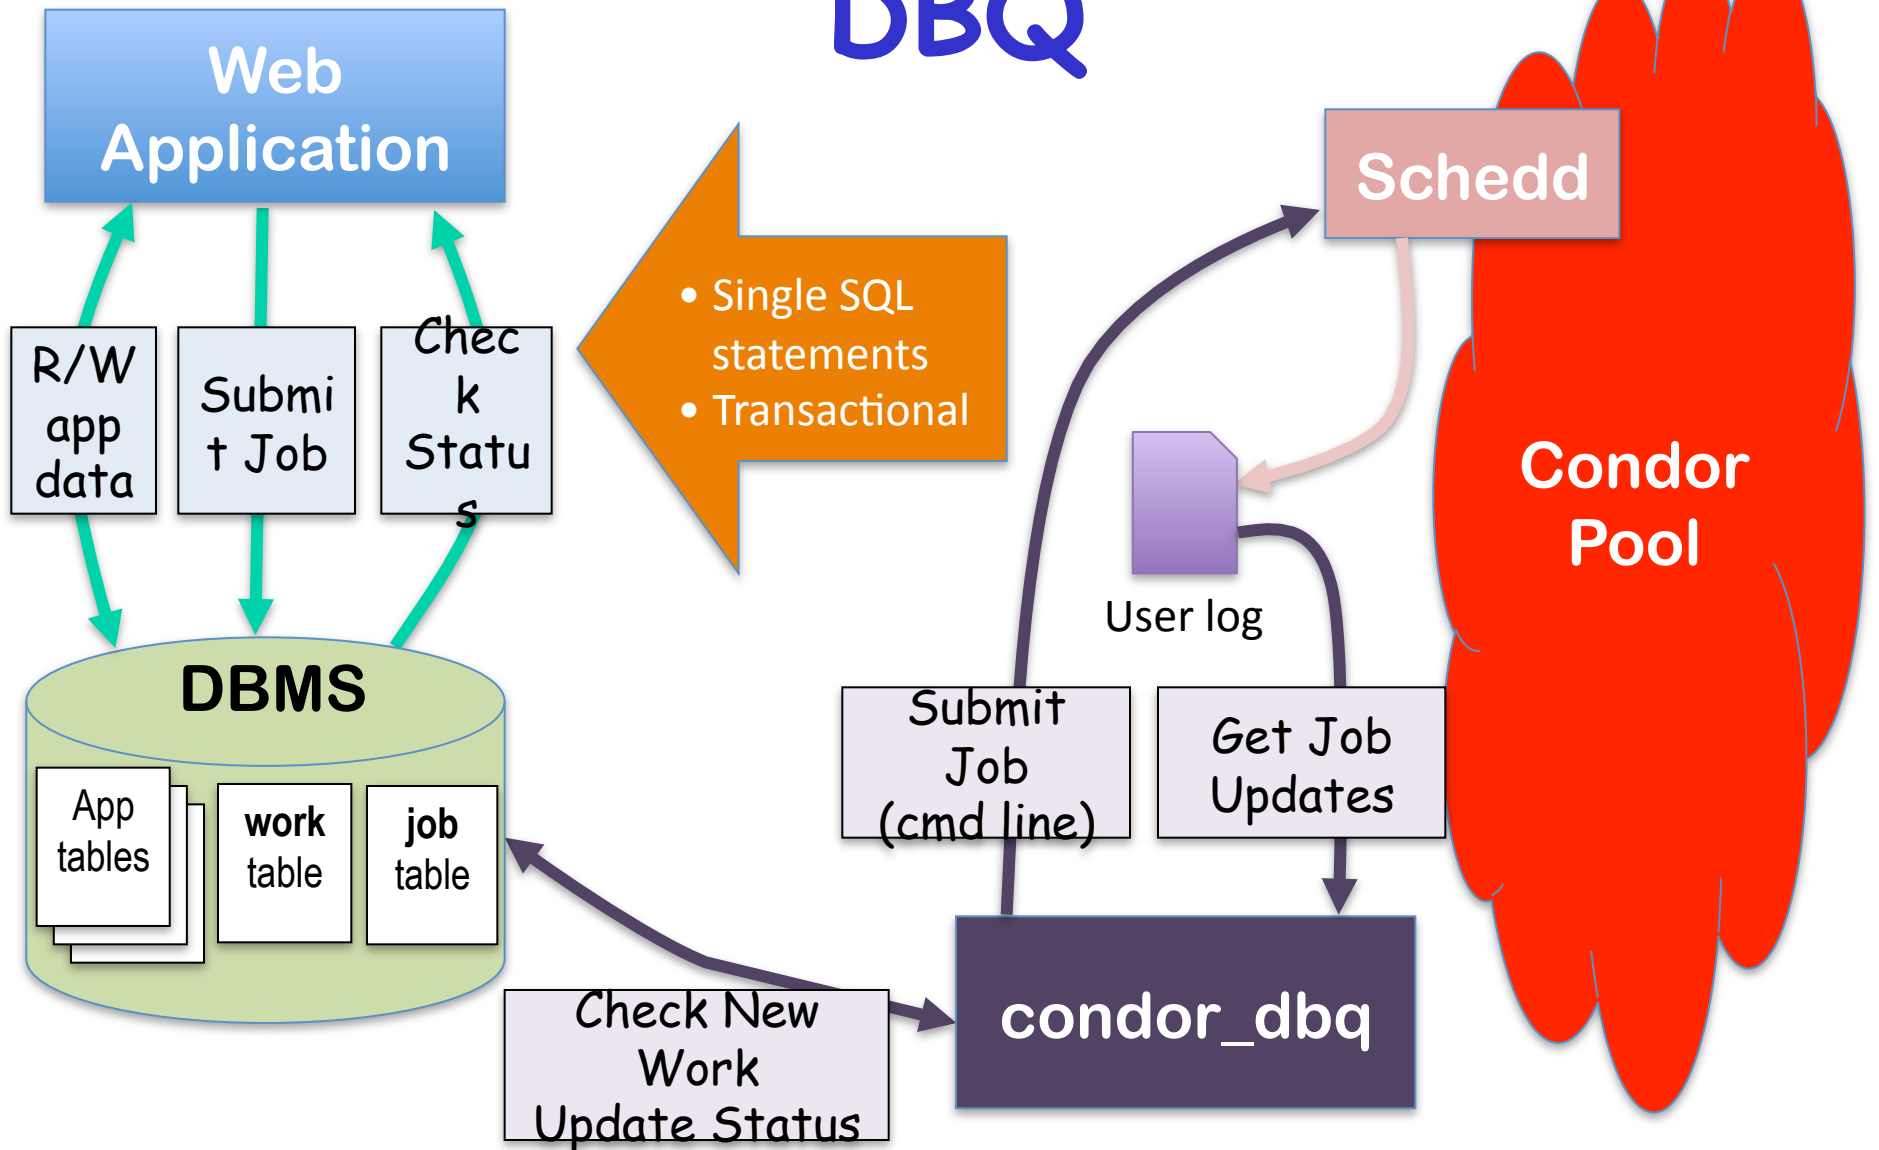 DBQ
Web
Application
Schedd
• Single SQL
statements
• Transactional
R/W
app
data
Submi
t Job
Chec
k
Statu
s
Condor
Pool
User log
DBMS
App
tables
work
table
job
table
Submit
Job
(cmd line)
Get Job
Updates
Check New
Work
Update Status
condor_dbq